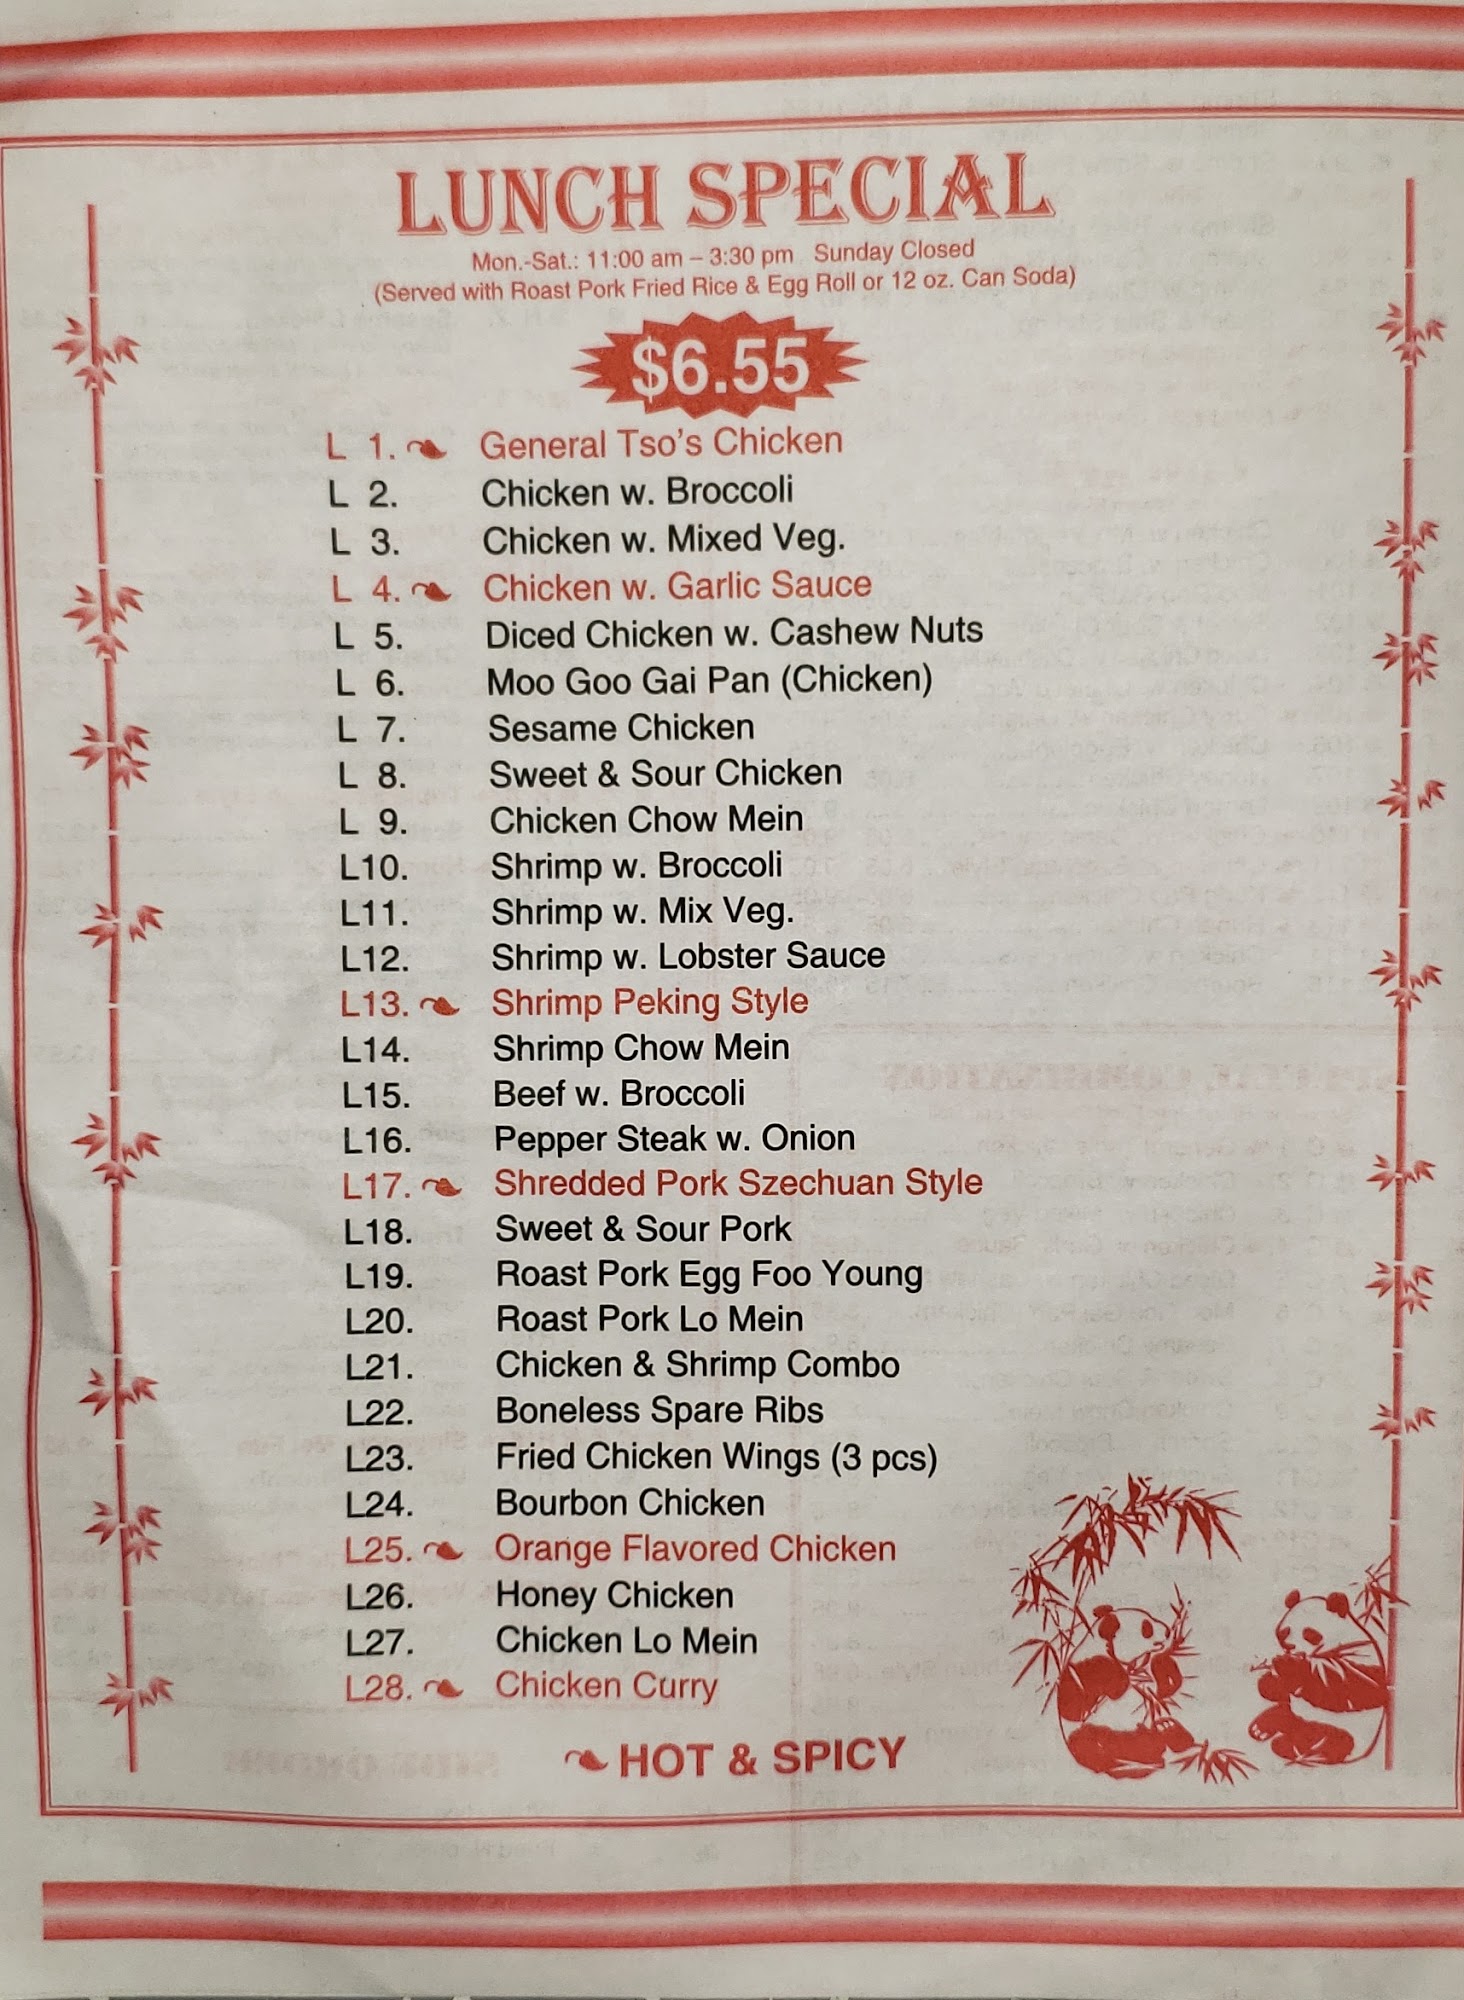 LUNCH SPECIAL
Mon.-Sat.: 11:00 am – 3:30 pm Sunday Closed
(Served with Roast Pork Fried Rice & Egg Roll or 12 oz. Can Soda)
$6.55
L 1. General Tso's Chicken
L 2. Chicken w. Broccoli
L 3. Chicken w. Mixed Veg.
L 4. Chicken w. Garlic Sauce
L 5. Diced Chicken w. Cashew Nuts
L 6. Moo Goo Gai Pan (Chicken)
L 7. Sesame Chicken
L 8. Sweet & Sour Chicken
L 9. Chicken Chow Mein
L10. Shrimp w. Broccoli
L11. Shrimp w. Mix Veg.
L12. Shrimp w. Lobster Sauce
L13. Shrimp Peking Style
L14. Shrimp Chow Mein
L15. Beef w. Broccoli
L16. Pepper Steak w. Onion
L17. Shredded Pork Szechuan Style
L18. Sweet & Sour Pork
L19. Roast Pork Egg Foo Young
L20. Roast Pork Lo Mein
L21. Chicken & Shrimp Combo
L22. Boneless Spare Ribs
L23. Fried Chicken Wings (3 pcs)
L24. Bourbon Chicken
L25. Orange Flavored Chicken
L26. Honey Chicken
L27. Chicken Lo Mein
L28. Chicken Curry
HOT & SPICY